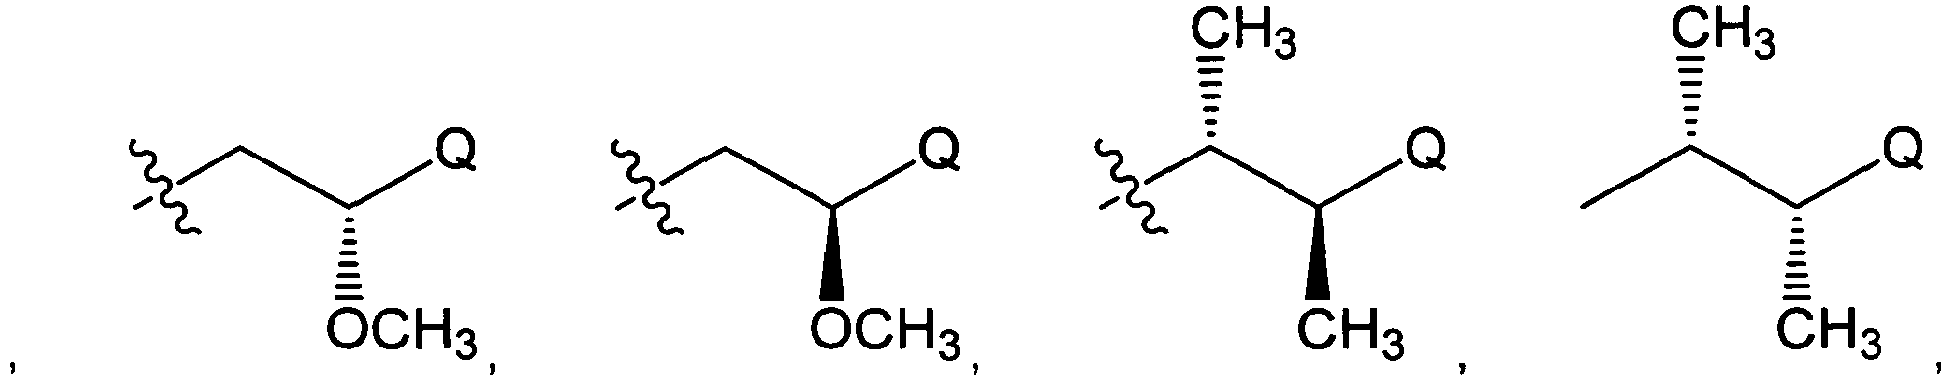 CH3 CH3
Q Q Q Q
, OCH3, OCH3, CH3 , CH3 ,